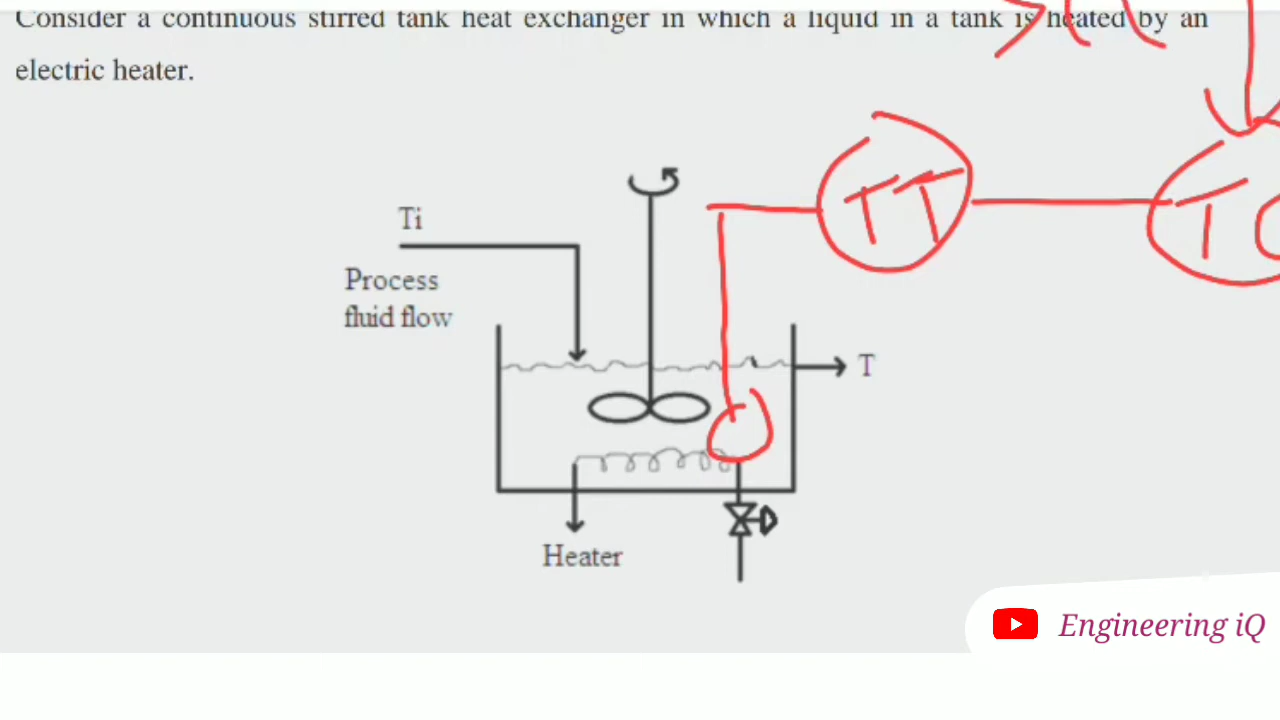 Consider a continuous stirred tank heat exchanger in which a liquid in a tank is heated by an
electric heater.
TT
TC
Ti
Process
fluid flow
T
Heater
Engineering iQ